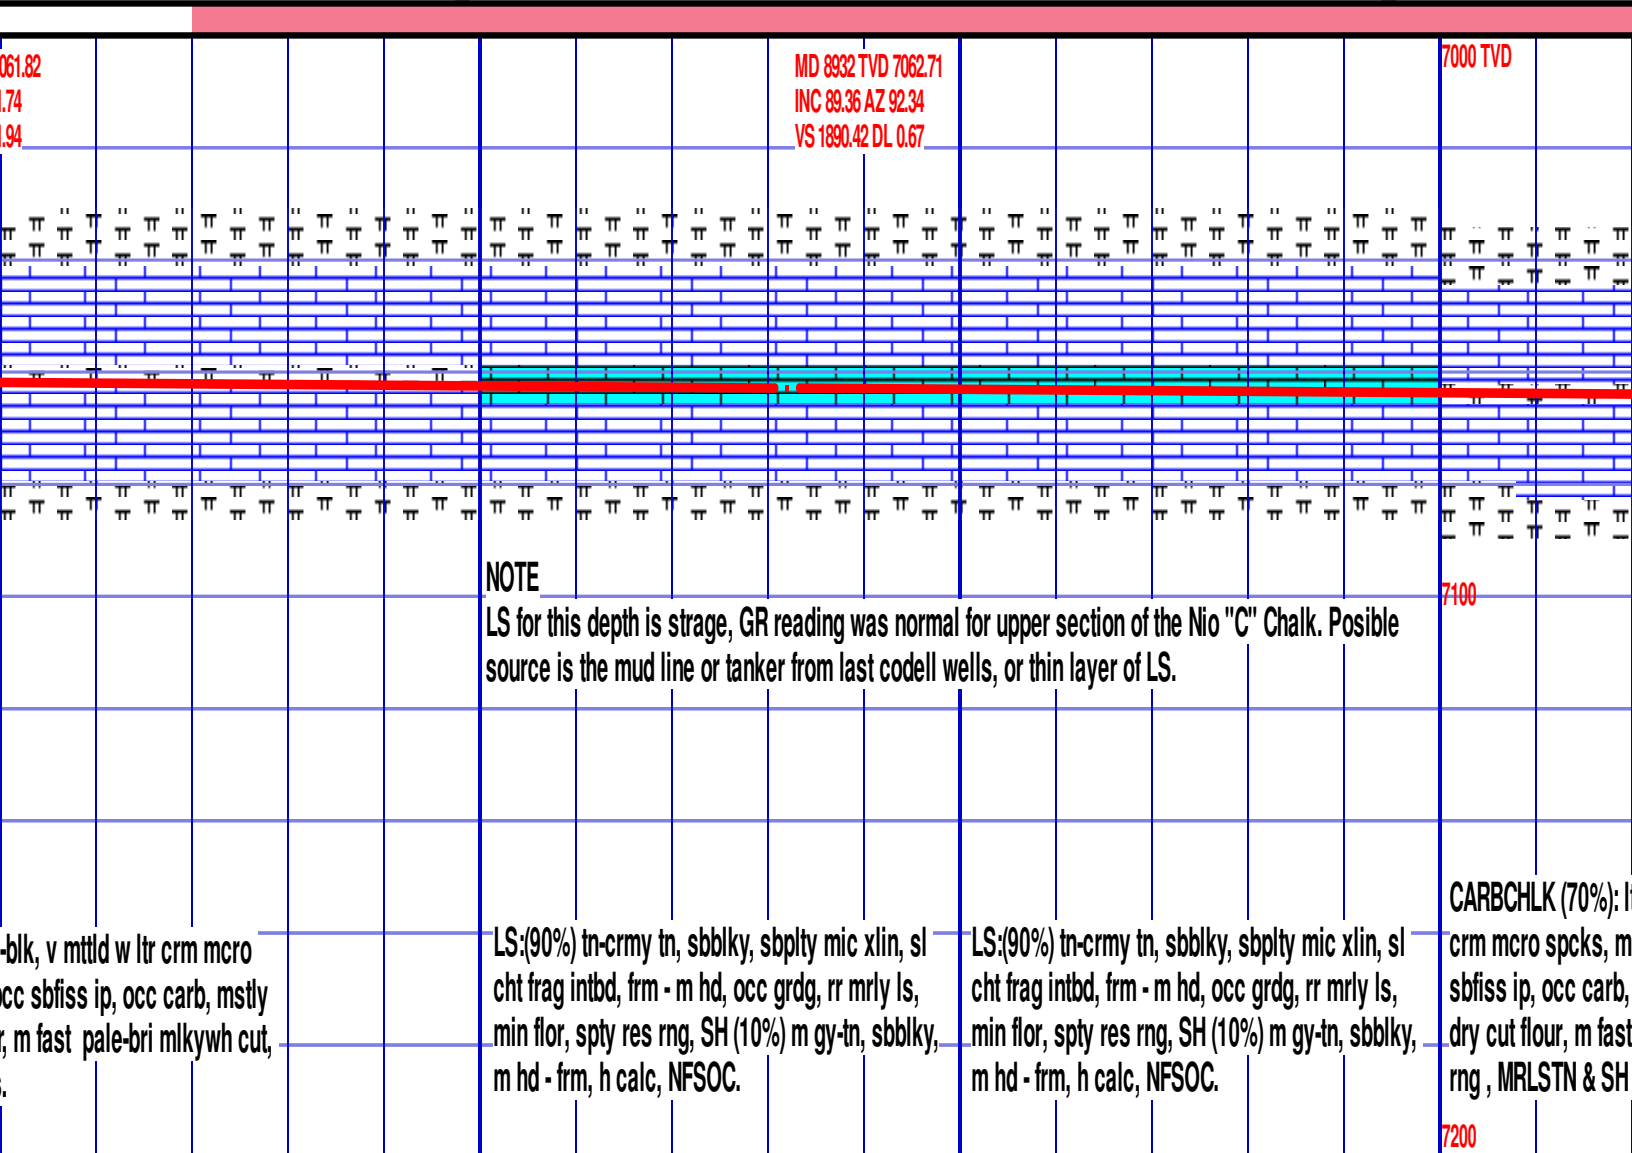 061.82
.74
.94
MD 8932 TVD 7062.71
INC 89.36 AZ 92.34
VS 1890.42 DL 0.67
7000 TVD
NOTE
LS for this depth is strage, GR reading was normal for upper section of the Nio "C" Chalk. Posible
source is the mud line or tanker from last codell wells, or thin layer of LS.
7100
-blk, v mttld w ltr crm mcro
occ sbfiss ip, occ carb, mstly
r, m fast pale-bri mlkywh cut,
s.
LS:(90%) tn-crmy tn, sbblky, sbplty mic xlin, sl
cht frag intbd, frm - m hd, occ grdg, rr mrly ls,
min flor, spty res rng, SH (10%) m gy-tn, sbblky,
m hd - frm, h calc, NFSOC.
LS:(90%) tn-crmy tn, sbblky, sbplty mic xlin, sl
cht frag intbd, frm - m hd, occ grdg, rr mrly ls,
min flor, spty res rng, SH (10%) m gy-tn, sbblky,
m hd - frm, h calc, NFSOC.
CARBCHLK (70%): lt
crm mcro spcks, m
sbfiss ip, occ carb,
dry cut flour, m fast
rng , MRLSTN & SH
7200